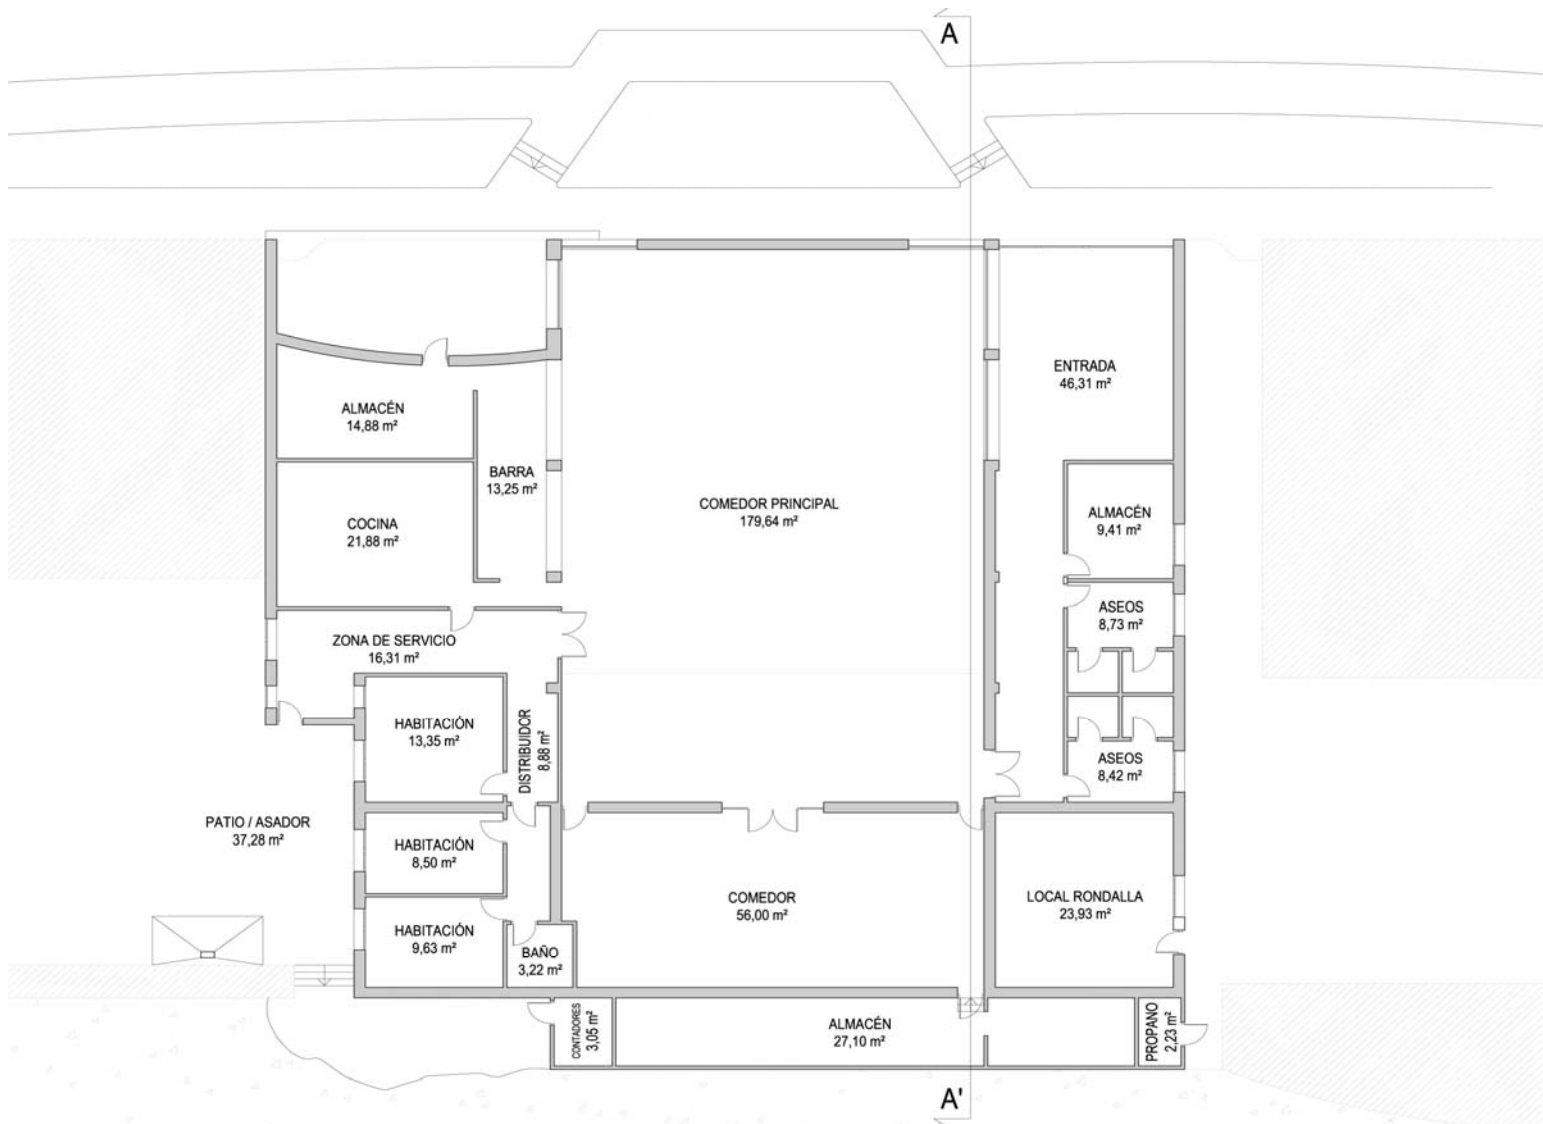 A
ENTRADA
46,31 m²
ALMACÉN
14,88 m²
BARRA
13,25 m²
COMEDOR PRINCIPAL
179,64 m²
ALMACÉN
9,41 m²
COCINA
21,88 m²
ASEOS
8,73 m²
ZONA DE SERVICIO
16,31 m²
HABITACIÓN
13,35 m²
DISTRIBUIDOR
8,88 m²
ASEOS
8,42 m²
PATIO / ASADOR
37,28 m²
HABITACIÓN
8,50 m²
COMEDOR
56,00 m²
LOCAL RONDALLA
23,93 m²
HABITACIÓN
9,63 m²
BAÑO
3,22 m²
CONTADORES
3,05 m²
ALMACÉN
27,10 m²
PROPANO
2,23 m²
A'